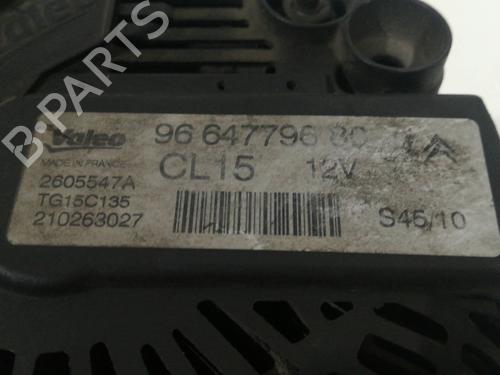 B-PARTS
Valeo
96 647796 80
MADE IN FRANCE
CL15 12V
2605547A
TG15C135
210263027
S45/10